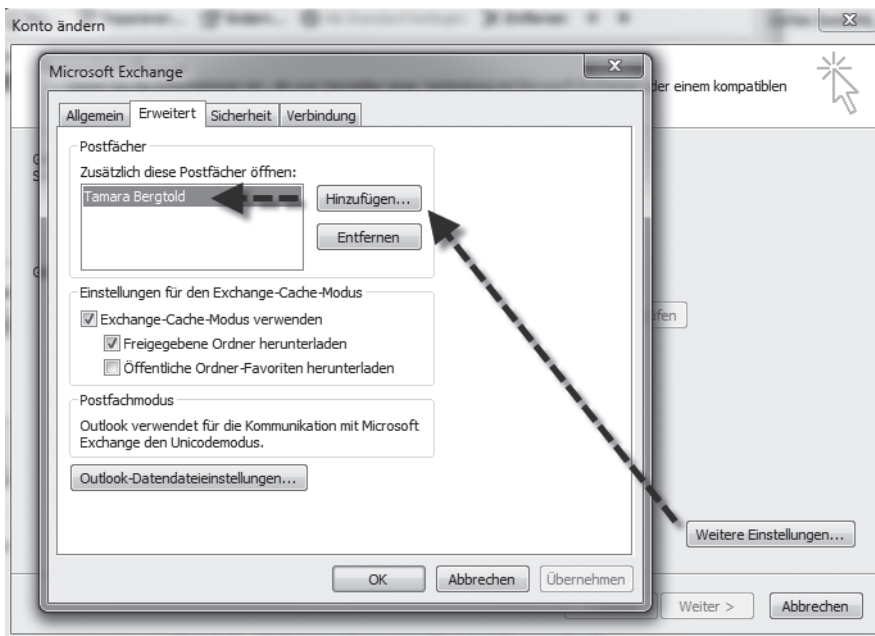 Konto ändern
Microsoft Exchange
der einem kompatiblen
Allgemein Erweitert Sicherheit Verbindung
Postfächer
Zusätzlich diese Postfächer öffnen:
Tamara Bergtold
Hinzufügen...
Entfernen
Einstellungen für den Exchange-Cache-Modus
Exchange-Cache-Modus verwenden
Freigegebene Ordner herunterladen
Öffentliche Ordner-Favoriten herunterladen
Postfachmodus
Outlook verwendet für die Kommunikation mit Microsoft
Exchange den Unicodemodus.
Outlook-Datendateieinstellungen...
Weitere Einstellungen...
OK Abbrechen Übernehmen
Weiter > Abbrechen